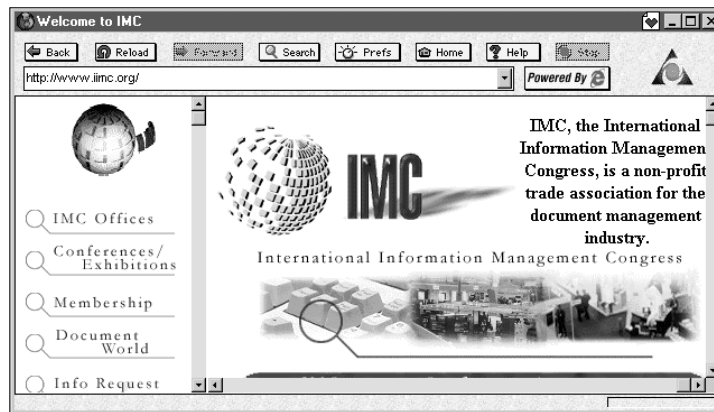 Welcome to IMC
Back Reload Forward Search Prefs Home Help Stop
http://www.iimc.org/
Powered By
IMC, the International
Information Managemen
Congress, is a non-profit
trade association for the
document management
industry.
IMC
International Information Management Congress
IMC Offices
Conferences/
Exhibitions
Membership
Document
World
Info Request